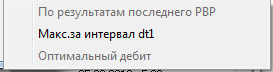 По результатам последнего РВР
Макс.за интервал dt1
Оптимальный дебит